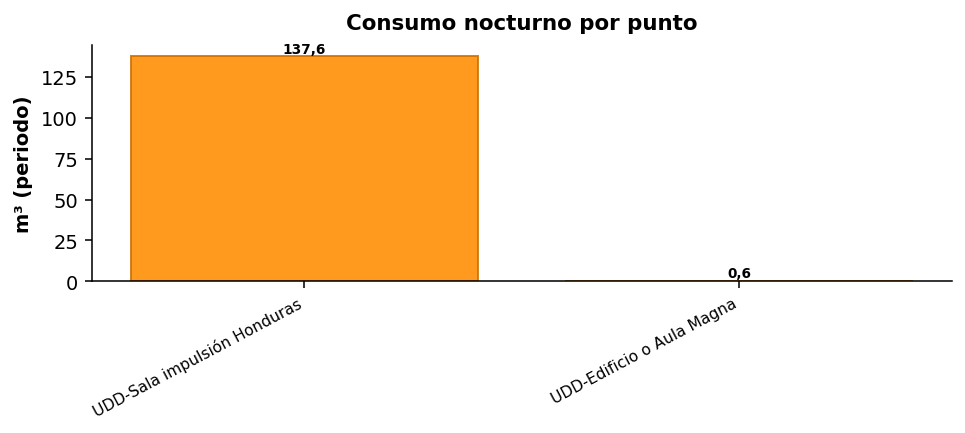 Consumo nocturno por punto
m³ (periodo)
125
100
75
50
25
0
137,6
0,6
UDD-Sala impulsión Honduras
UDD-Edificio o Aula Magna